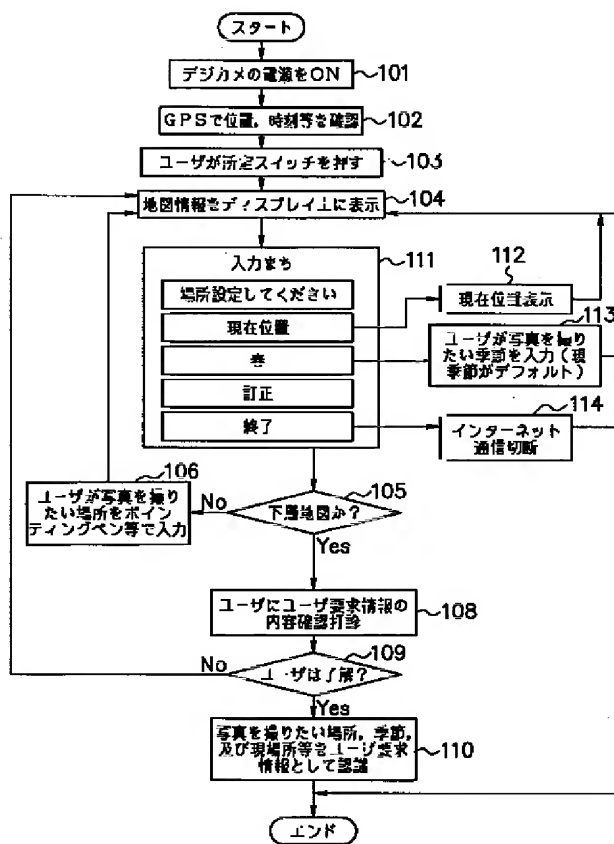 スタート
デジカメの電源をON
101
GPSで位置,時刻等を確認
102
ユーザが所定スイッチを押す
103
地図情報をディスプレイ上に表示
104
入力まち
111
場所設定してください
現在位置
春
訂正
終了
112
現在位置表示
113
ユーザが写真を撮り
たい季節を入力(現
季節がデフォルト)
114
インターネット
通信切断
106
ユーザが写真を撮り
たい場所をポイン
ティングペン等で入力
No
105
下層地図か?
Yes
ユーザにユーザ要求情報の
内容確認打診
108
No
109
ユーザは了解?
Yes
写真を撮りたい場所,季節,
及び現場所等をユーザ要求
情報として認識
110
エンド